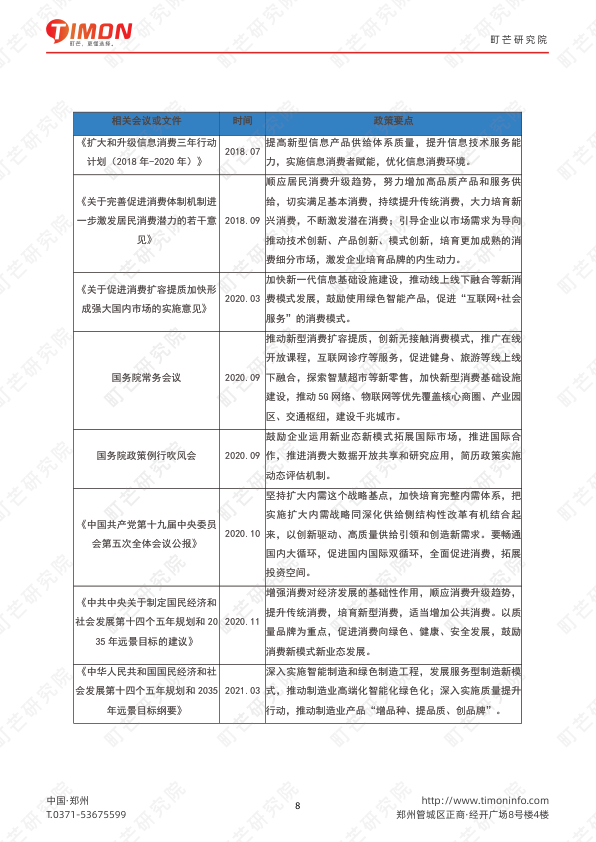 TIMON
町芒，更懂选择。
町芒研究院
相关会议或文件 时间 政策要点
《扩大和升级信息消费三年行动
计划（2018 年-2020 年）》
2018.07
提高新型信息产品供给体系质量，提升信息技术服务能
力，实施信息消费者赋能，优化信息消费环境。
《关于完善促进消费体制机制进
一步激发居民消费潜力的若干意
见》
2018.09
顺应居民消费升级趋势，努力增加高品质产品和服务供
给，切实满足基本消费，持续提升传统消费，大力培育新
兴消费，不断激发潜在消费；引导企业以市场需求为导向
推动技术创新、产品创新、模式创新，培育更加成熟的消
费细分市场，激发企业培育品牌的内生动力。
《关于促进消费扩容提质加快形
成强大国内市场的实施意见》
2020.03
加快新一代信息基础设施建设，推动线上线下融合等新消
费模式发展，鼓励使用绿色智能产品，促进“互联网+社会
服务”的消费模式。
国务院常务会议
2020.09
推动新型消费扩容提质，创新无接触消费模式，推广在线
开放课程，互联网诊疗等服务，促进健身、旅游等线上线
下融合，探索智慧超市等新零售，加快新型消费基础设施
建设，推动 5G 网络、物联网等优先覆盖核心商圈、产业园
区、交通枢纽，建设千兆城市。
国务院政策例行吹风会
2020.09
鼓励企业运用新业态新模式拓展国际市场，推进国际合
作，推进消费大数据开放共享和研究应用，简历政策实施
动态评估机制。
《中国共产党第十九届中央委员
会第五次全体会议公报》
2020.10
坚持扩大内需这个战略基点，加快培育完整内需体系，把
实施扩大内需战略同深化供给侧结构性改革有机结合起
来，以创新驱动、高质量供给引领和创造新需求。要畅通
国内大循环，促进国内国际双循环，全面促进消费，拓展
投资空间。
《中共中央关于制定国民经济和
社会发展第十四个五年规划和 20
35 年远景目标的建议》
2020.11
增强消费对经济发展的基础性作用，顺应消费升级趋势，
提升传统消费，培育新型消费，适当增加公共消费。以质
量品牌为重点，促进消费向绿色、健康、安全发展，鼓励
消费新模式新业态发展。
《中华人民共和国国民经济和社
会发展第十四个五年规划和 2035
年远景目标纲要》
2021.03
深入实施智能制造和绿色制造工程，发展服务型制造新模
式，推动制造业高端化智能化绿色化；深入实施质量提升
行动，推动制造业产品“增品种、提品质、创品牌”。
中国·郑州
T.0371-53675599
8
http://www.timoninfo.com
郑州管城区正商·经开广场8号楼4楼